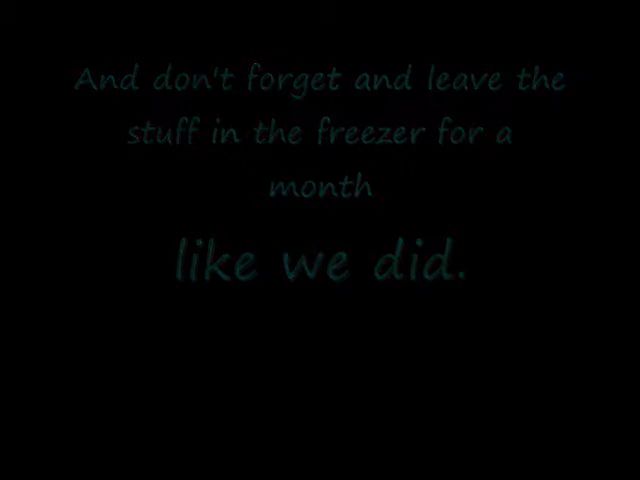 And don't forget and leave the
stuff in the freezer for a
month
like we did.